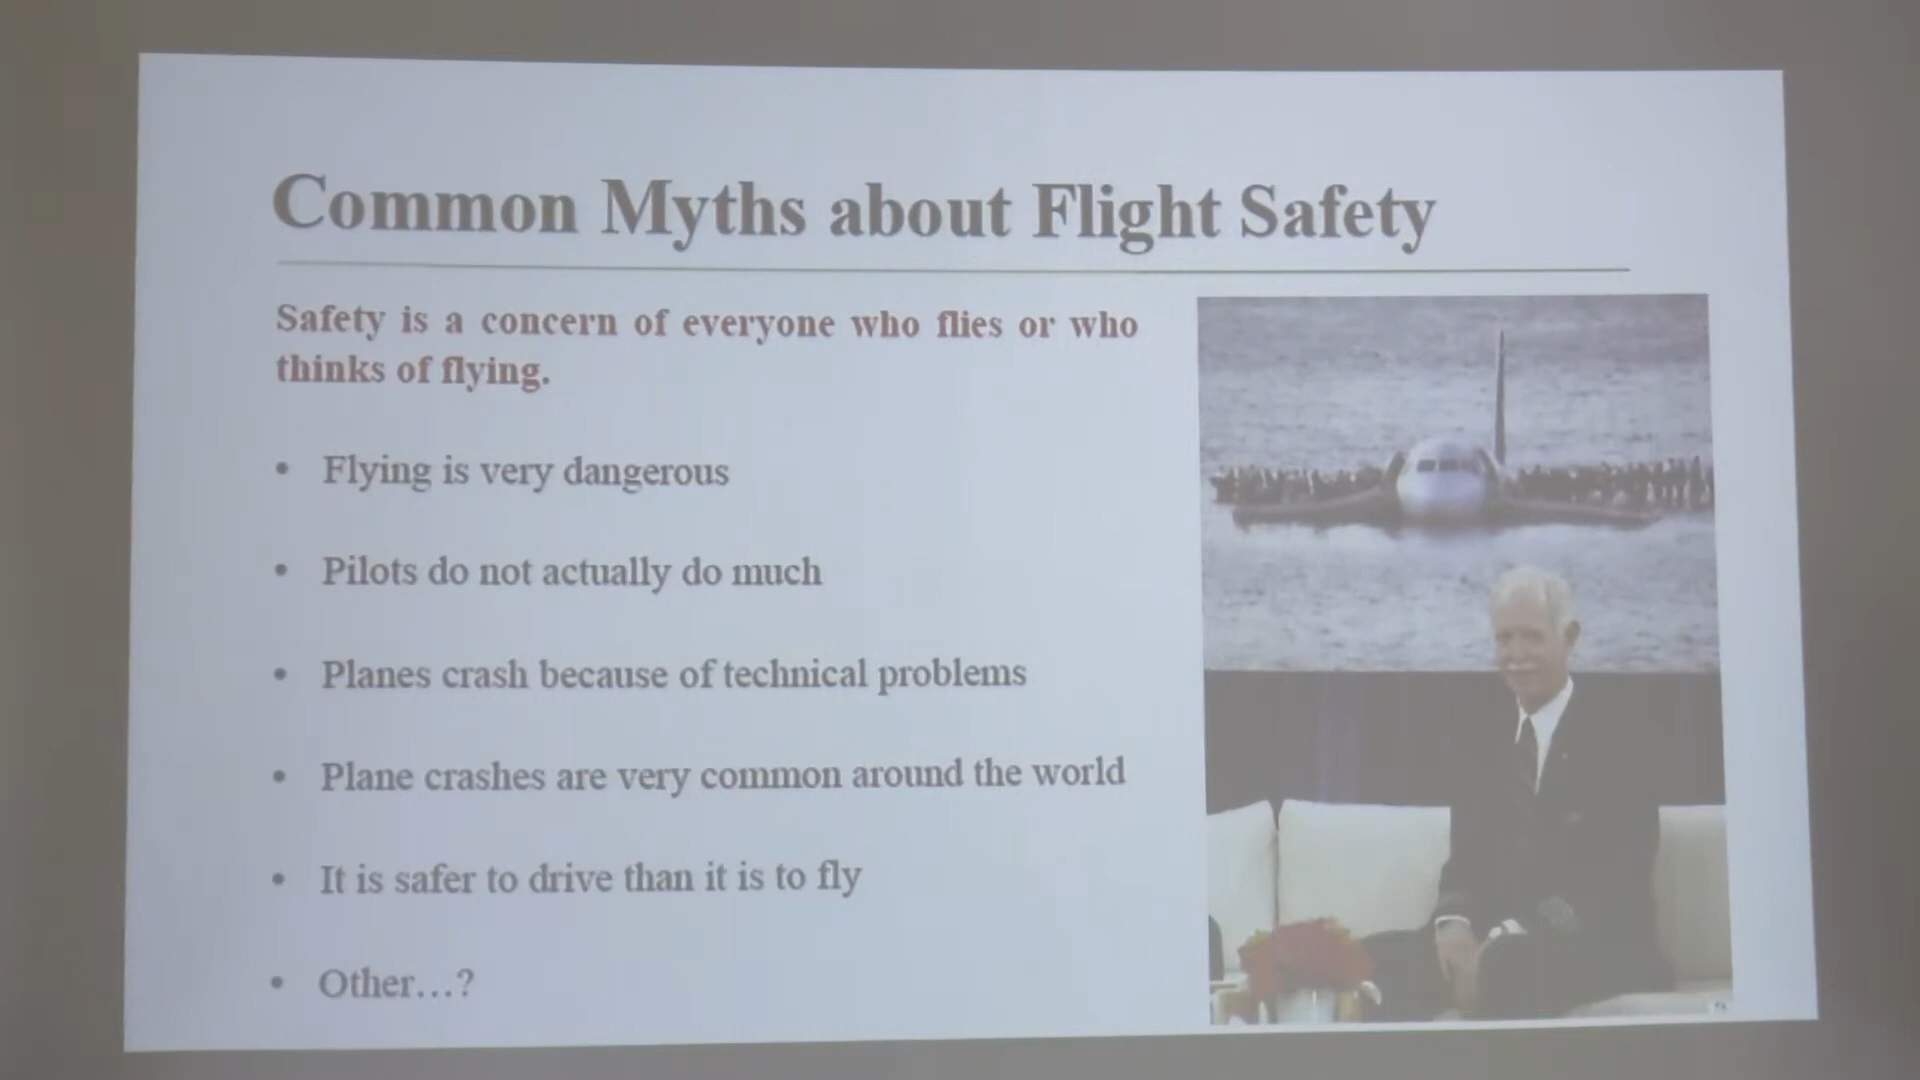 Common Myths about Flight Safety
Safety is a concern of everyone who flies or who
thinks of flying.
• Flying is very dangerous
• Pilots do not actually do much
• Planes crash because of technical problems
• Plane crashes are very common around the world
• It is safer to drive than it is to fly
• Other…?